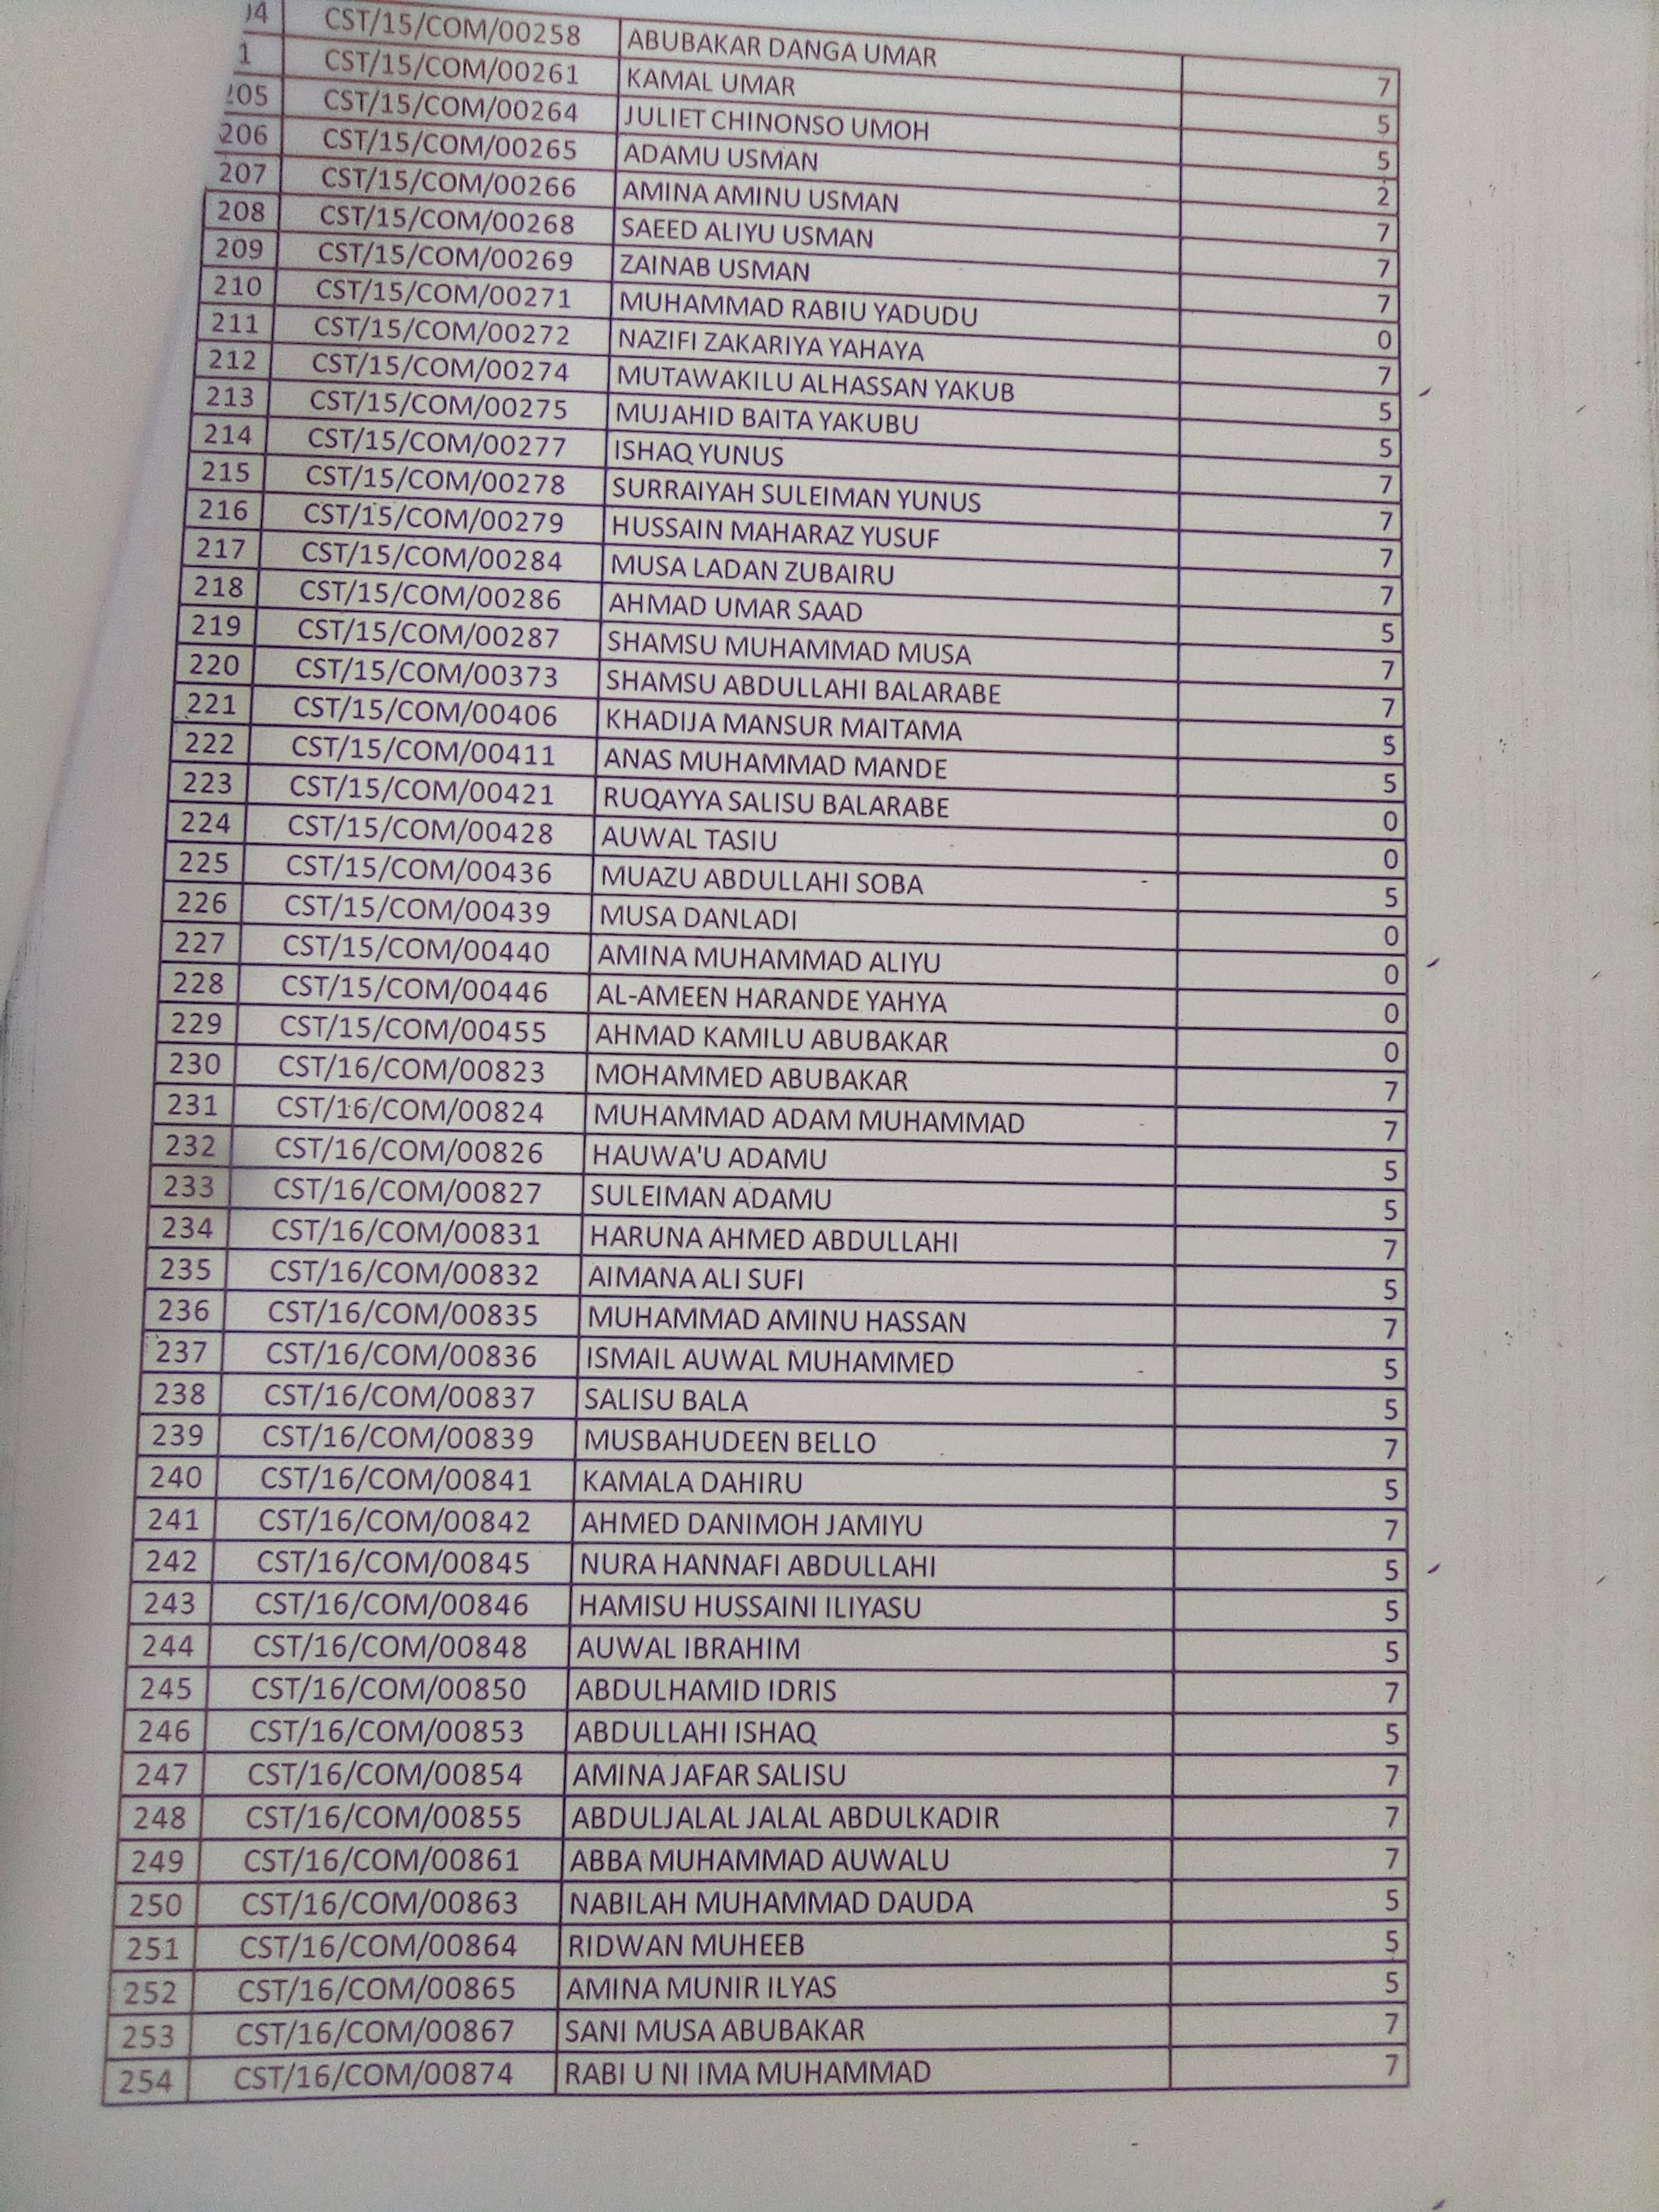 04 CST/15/COM/00258 ABUBAKAR DANGA UMAR 7
1 CST/15/COM/00261 KAMAL UMAR 5
205 CST/15/COM/00264 JULIET CHINONSO UMOH 5
206 CST/15/COM/00265 ADAMU USMAN 2
207 CST/15/COM/00266 AMINA AMINU USMAN 7
208 CST/15/COM/00268 SAEED ALIYU USMAN 7
209 CST/15/COM/00269 ZAINAB USMAN 7
210 CST/15/COM/00271 MUHAMMAD RABIU YADUDU 0
211 CST/15/COM/00272 NAZIFI ZAKARIYA YAHAYA 7
212 CST/15/COM/00274 MUTAWAKILU ALHASSAN YAKUB 5
213 CST/15/COM/00275 MUJAHID BAITA YAKUBU 5
214 CST/15/COM/00277 ISHAQ YUNUS 7
215 CST/15/COM/00278 SURRAIYAH SULEIMAN YUNUS 7
216 CST/15/COM/00279 HUSSAIN MAHARAZ YUSUF 7
217 CST/15/COM/00284 MUSA LADAN ZUBAIRU 7
218 CST/15/COM/00286 AHMAD UMAR SAAD 5
219 CST/15/COM/00287 SHAMSU MUHAMMAD MUSA 7
220 CST/15/COM/00373 SHAMSU ABDULLAHI BALARABE 7
221 CST/15/COM/00406 KHADIJA MANSUR MAITAMA 5
222 CST/15/COM/00411 ANAS MUHAMMAD MANDE 5
223 CST/15/COM/00421 RUQAYYA SALISU BALARABE 0
224 CST/15/COM/00428 AUWAL TASIU 0
225 CST/15/COM/00436 MUAZU ABDULLAHI SOBA 5
226 CST/15/COM/00439 MUSA DANLADI 0
227 CST/15/COM/00440 AMINA MUHAMMAD ALIYU 0
228 CST/15/COM/00446 AL-AMEEN HARANDE YAHYA 0
229 CST/15/COM/00455 AHMAD KAMILU ABUBAKAR 0
230 CST/16/COM/00823 MOHAMMED ABUBAKAR 7
231 CST/16/COM/00824 MUHAMMAD ADAM MUHAMMAD 7
232 CST/16/COM/00826 HAUWA'U ADAMU 5
233 CST/16/COM/00827 SULEIMAN ADAMU 5
234 CST/16/COM/00831 HARUNA AHMED ABDULLAHI 7
235 CST/16/COM/00832 AIMANA ALI SUFI 5
236 CST/16/COM/00835 MUHAMMAD AMINU HASSAN 7
237 CST/16/COM/00836 ISMAIL AUWAL MUHAMMED 5
238 CST/16/COM/00837 SALISU BALA 5
239 CST/16/COM/00839 MUSBAHUDEEN BELLO 7
240 CST/16/COM/00841 KAMALA DAHIRU 5
241 CST/16/COM/00842 AHMED DANIMOH JAMIYU 7
242 CST/16/COM/00845 NURA HANNAFI ABDULLAHI 5
243 CST/16/COM/00846 HAMISU HUSSAINI ILIYASU 5
244 CST/16/COM/00848 AUWAL IBRAHIM 5
245 CST/16/COM/00850 ABDULHAMID IDRIS 7
246 CST/16/COM/00853 ABDULLAHI ISHAQ 5
247 CST/16/COM/00854 AMINA JAFAR SALISU 7
248 CST/16/COM/00855 ABDULJALAL JALAL ABDULKADIR 7
249 CST/16/COM/00861 ABBA MUHAMMAD AUWALU 7
250 CST/16/COM/00863 NABILAH MUHAMMAD DAUDA 5
251 CST/16/COM/00864 RIDWAN MUHEEB 5
252 CST/16/COM/00865 AMINA MUNIR ILYAS 5
253 CST/16/COM/00867 SANI MUSA ABUBAKAR 7
254 CST/16/COM/00874 RABI U NI IMA MUHAMMAD 7